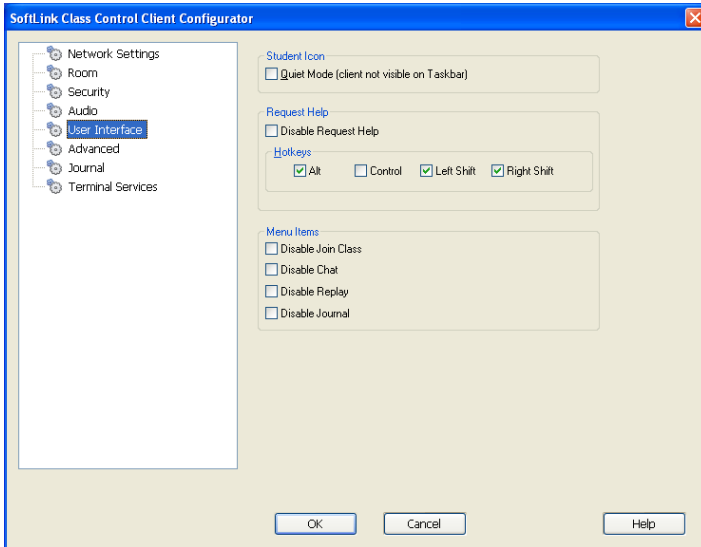 SoftLink Class Control Client Configurator
Network Settings
Room
Security
Audio
User Interface
Advanced
Journal
Terminal Services
Student Icon
Quiet Mode (client not visible on Taskbar)
Request Help
Disable Request Help
Hotkeys
Alt Control Left Shift Right Shift
Menu Items
Disable Join Class
Disable Chat
Disable Replay
Disable Journal
OK Cancel Help